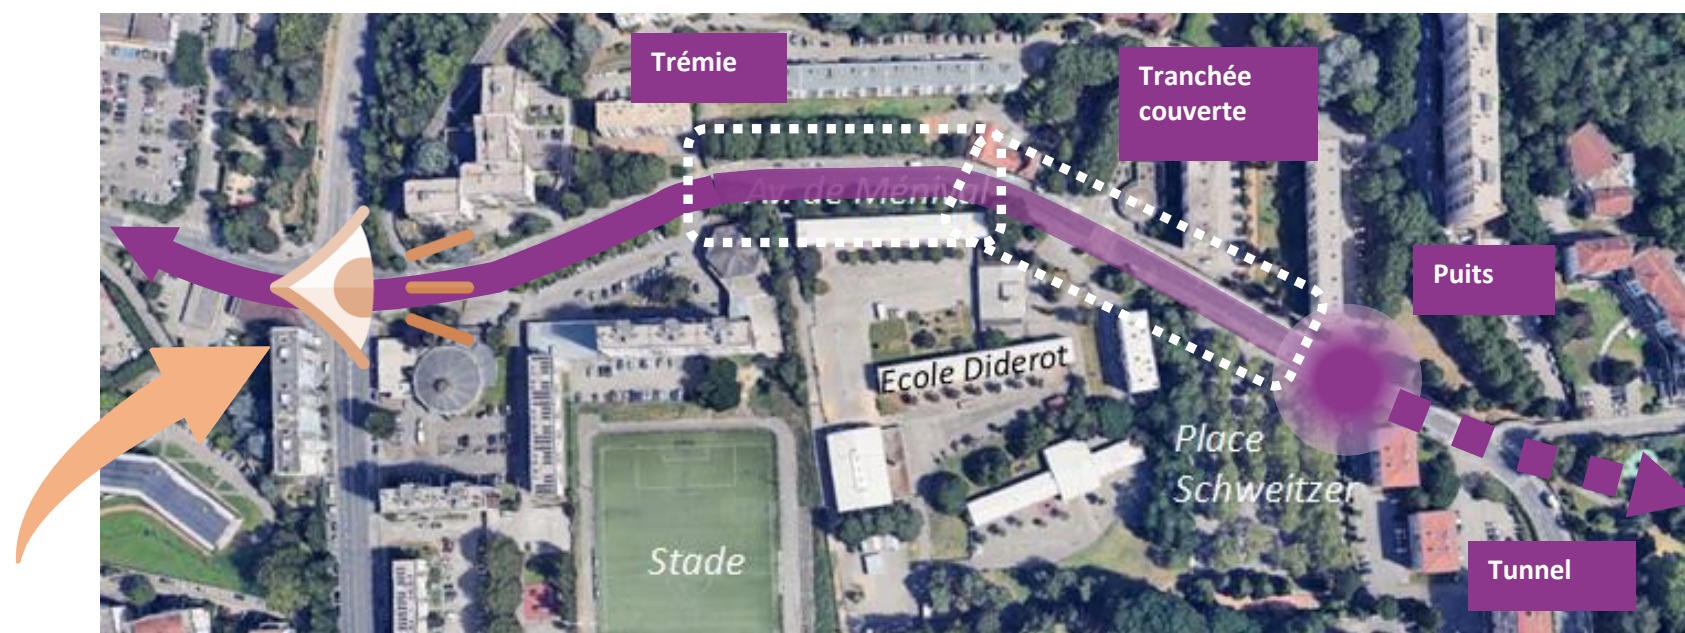 Trémie
Tranchée
couverte
Av. de Ménival
Puits
Ecole Diderot
Place
Schweitzer
Stade
Tunnel